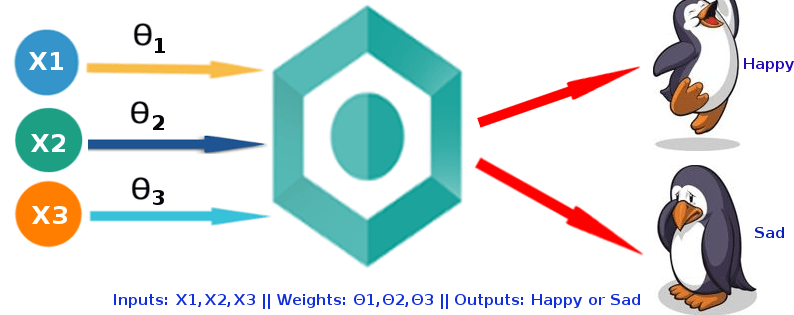 X1
θ1
Happy
X2
θ2
X3
θ3
Sad
Inputs: X1,X2,X3 || Weights: Θ1,Θ2,Θ3 || Outputs: Happy or Sad